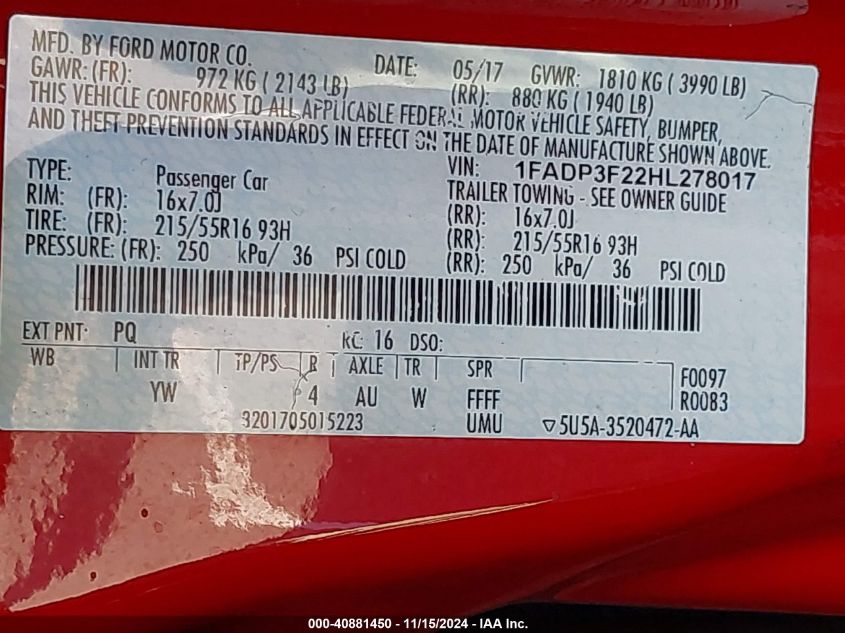 MFD. BY FORD MOTOR CO.
DATE: 05/17 GVWR: 1810 KG ( 3990 LB)
GAWR: (FR): 972 KG ( 2143 LB) (RR): 880 KG ( 1940 LB)
THIS VEHICLE CONFORMS TO ALL APPLICABLE FEDERAL MOTOR VEHICLE SAFETY, BUMPER,
AND THEFT PREVENTION STANDARDS IN EFFECT ON THE DATE OF MANUFACTURE SHOWN ABOVE.
VIN: 1FADP3F22HL278017
TYPE: Passenger Car TRAILER TOWING - SEE OWNER GUIDE
RIM: (FR): 16x7.0J (RR): 16x7.0J
TIRE: (FR): 215/55R16 93H (RR): 215/55R16 93H
PRESSURE: (FR): 250 kPa/ 36 PSI COLD (RR): 250 kPa/ 36 PSI COLD
EXT PNT: PQ RC: 16 DSO:
WB INT TR TP/PS R AXLE TR SPR F0097
YW 4 AU W FFFF R0083
3201705015223 UMU ▽5U5A-3520472-AA
000-40881450 - 11/15/2024 - IAA Inc.